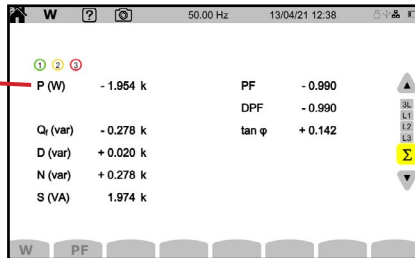 W ? 50.00 Hz 13/04/21 12:38
1 2 3
P (W) - 1.954 k PF - 0.990
DPF - 0.990
Qf (var) - 0.278 k tan φ + 0.142
D (var) + 0.020 k
N (var) + 0.278 k
S (VA) 1.974 k
3L
L1
L2
L3
Σ
W PF